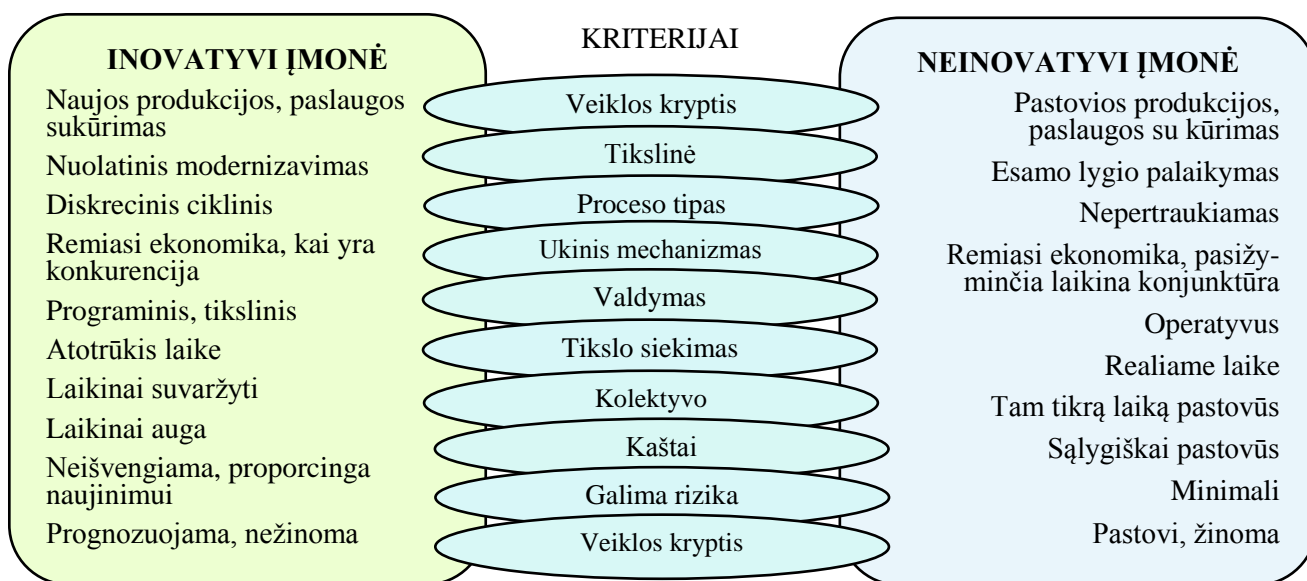 INOVATYVI ĮMONĖ
Naujos produkcijos, paslaugos
sukūrimas
Nuolatinis modernizavimas
Diskrecinis ciklinis
Remiasi ekonomika, kai yra
konkurencija
Programinis, tikslinis
Atotrūkis laike
Laikinai suvaržyti
Laikinai auga
Neišvengiama, proporcinga
naujinimui
Prognozuojama, nežinoma
KRITERIJAI
Veiklos kryptis
Tikslinė
Proceso tipas
Ukinis mechanizmas
Valdymas
Tikslo siekimas
Kolektyvo
Kaštai
Galima rizika
Veiklos kryptis
NEINOVATYVI ĮMONĖ
Pastovios produkcijos,
paslaugos su kūrimas
Esamo lygio palaikymas
Nepertraukiamas
Remiasi ekonomika, pasižy-
minčia laikina konjunktūra
Operatyvus
Realiame laike
Tam tikrą laiką pastovūs
Sąlygiškai pastovūs
Minimali
Pastovi, žinoma